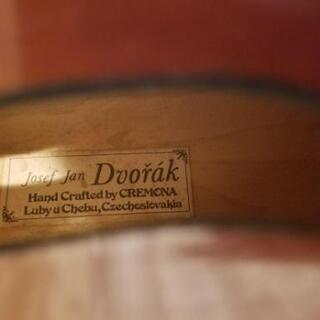 Josef Jan Dvořák
Hand Crafted by CREMONA
Luby u Chebu, Czechoslovakia